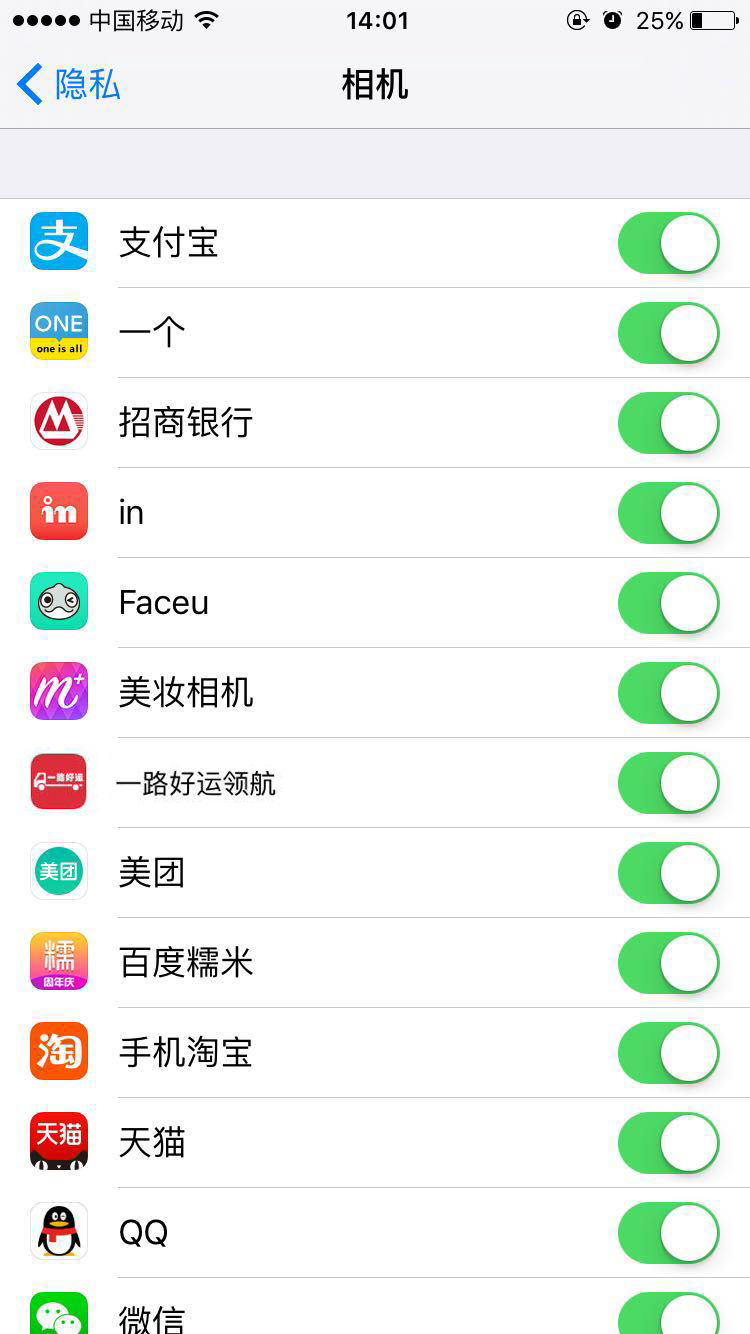 中国移动 14:01 25%
隐私 相机
支 支付宝
ONE
one is all
一个
招商银行
in in
Faceu
m+ 美妆相机
一路好运 一路好运领航
美团 美团
糯
周年庆
百度糯米
淘 手机淘宝
天猫 天猫
QQ
微信